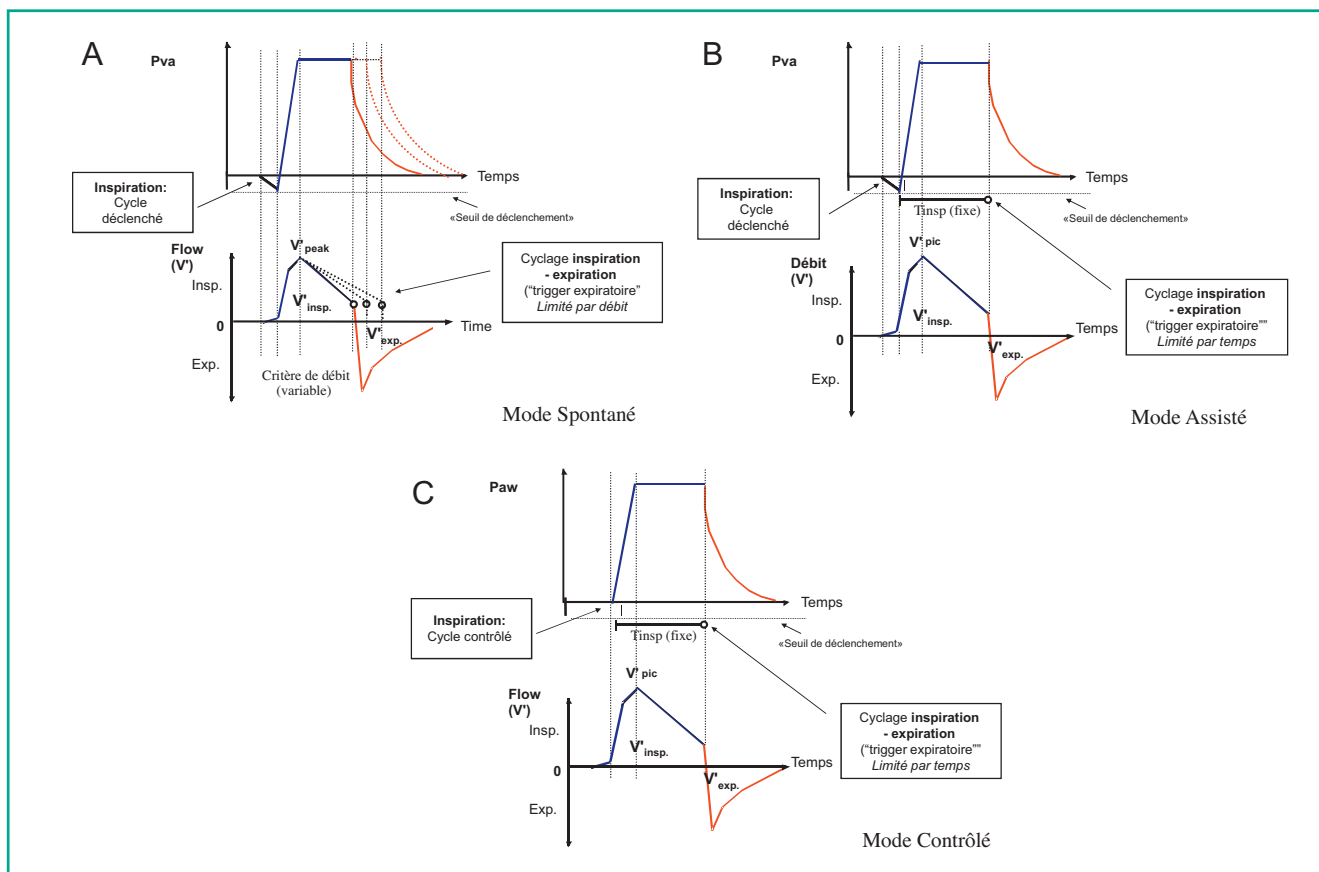 A
Pva
Temps
Inspiration:
Cycle
déclenché
«Seuil de déclenchement»
Flow
(V')
V'peak
Insp.
V'insp.
0
Time
V'exp.
Exp.
Critère de débit
(variable)
Cyclage inspiration
- expiration
("trigger expiratoire"
Limité par débit
Mode Spontané
B
Pva
Temps
Inspiration:
Cycle
déclenché
Tinsp (fixe)
«Seuil de déclenchement»
Débit
(V')
V'pic
Insp.
V'insp.
0
Temps
V'exp.
Exp.
Cyclage inspiration
- expiration
("trigger expiratoire""
Limité par temps
Mode Assisté
C
Paw
Temps
Inspiration:
Cycle contrôlé
Tinsp (fixe)
«Seuil de déclenchement»
Flow
(V')
V'pic
Insp.
V'insp.
0
Temps
V'exp.
Exp.
Cyclage inspiration
- expiration
("trigger expiratoire""
Limité par temps
Mode Contrôlé